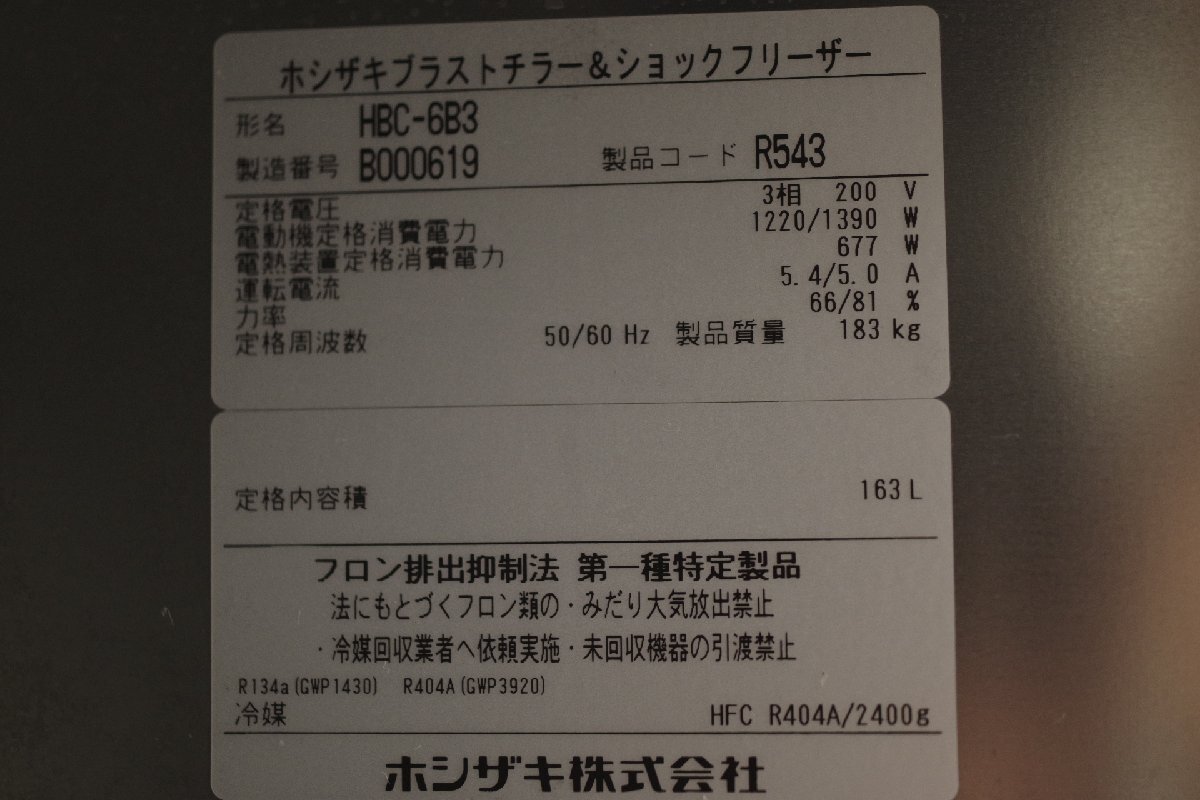 ホシザキブラストチラー&ショックフリーザー
形名 HBC-6B3
製造番号 B000619 製品コード R543
定格電圧 3相 200 V
電動機定格消費電力 1220/1390 W
電熱装置定格消費電力 677 W
運転電流 5.4/5.0 A
力率 66/81 %
定格周波数 50/60 Hz 製品質量 183 kg
定格内容積 163 L
フロン排出抑制法 第一種特定製品
法にもとづくフロン類の・みだり大気放出禁止
・冷媒回収業者へ依頼実施・未回収機器の引渡禁止
R134a(GWP1430) R404A(GWP3920)
冷媒 HFC R404A/2400g
ホシザキ株式会社